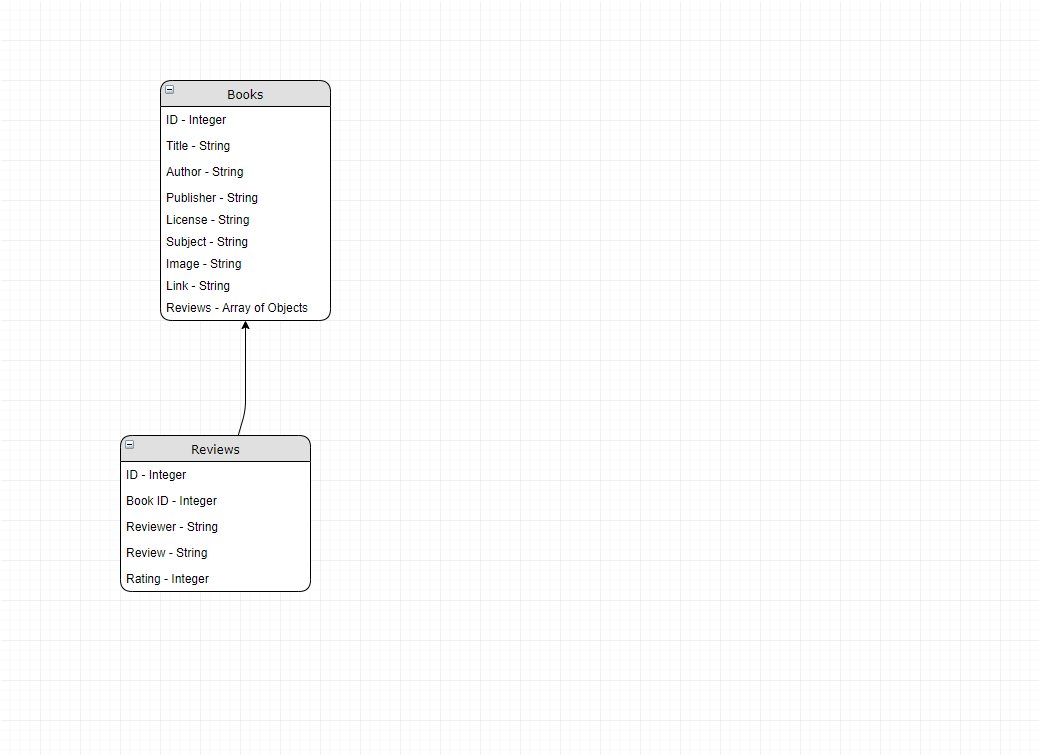 Books
ID - Integer
Title - String
Author - String
Publisher - String
License - String
Subject - String
Image - String
Link - String
Reviews - Array of Objects
Reviews
ID - Integer
Book ID - Integer
Reviewer - String
Review - String
Rating - Integer